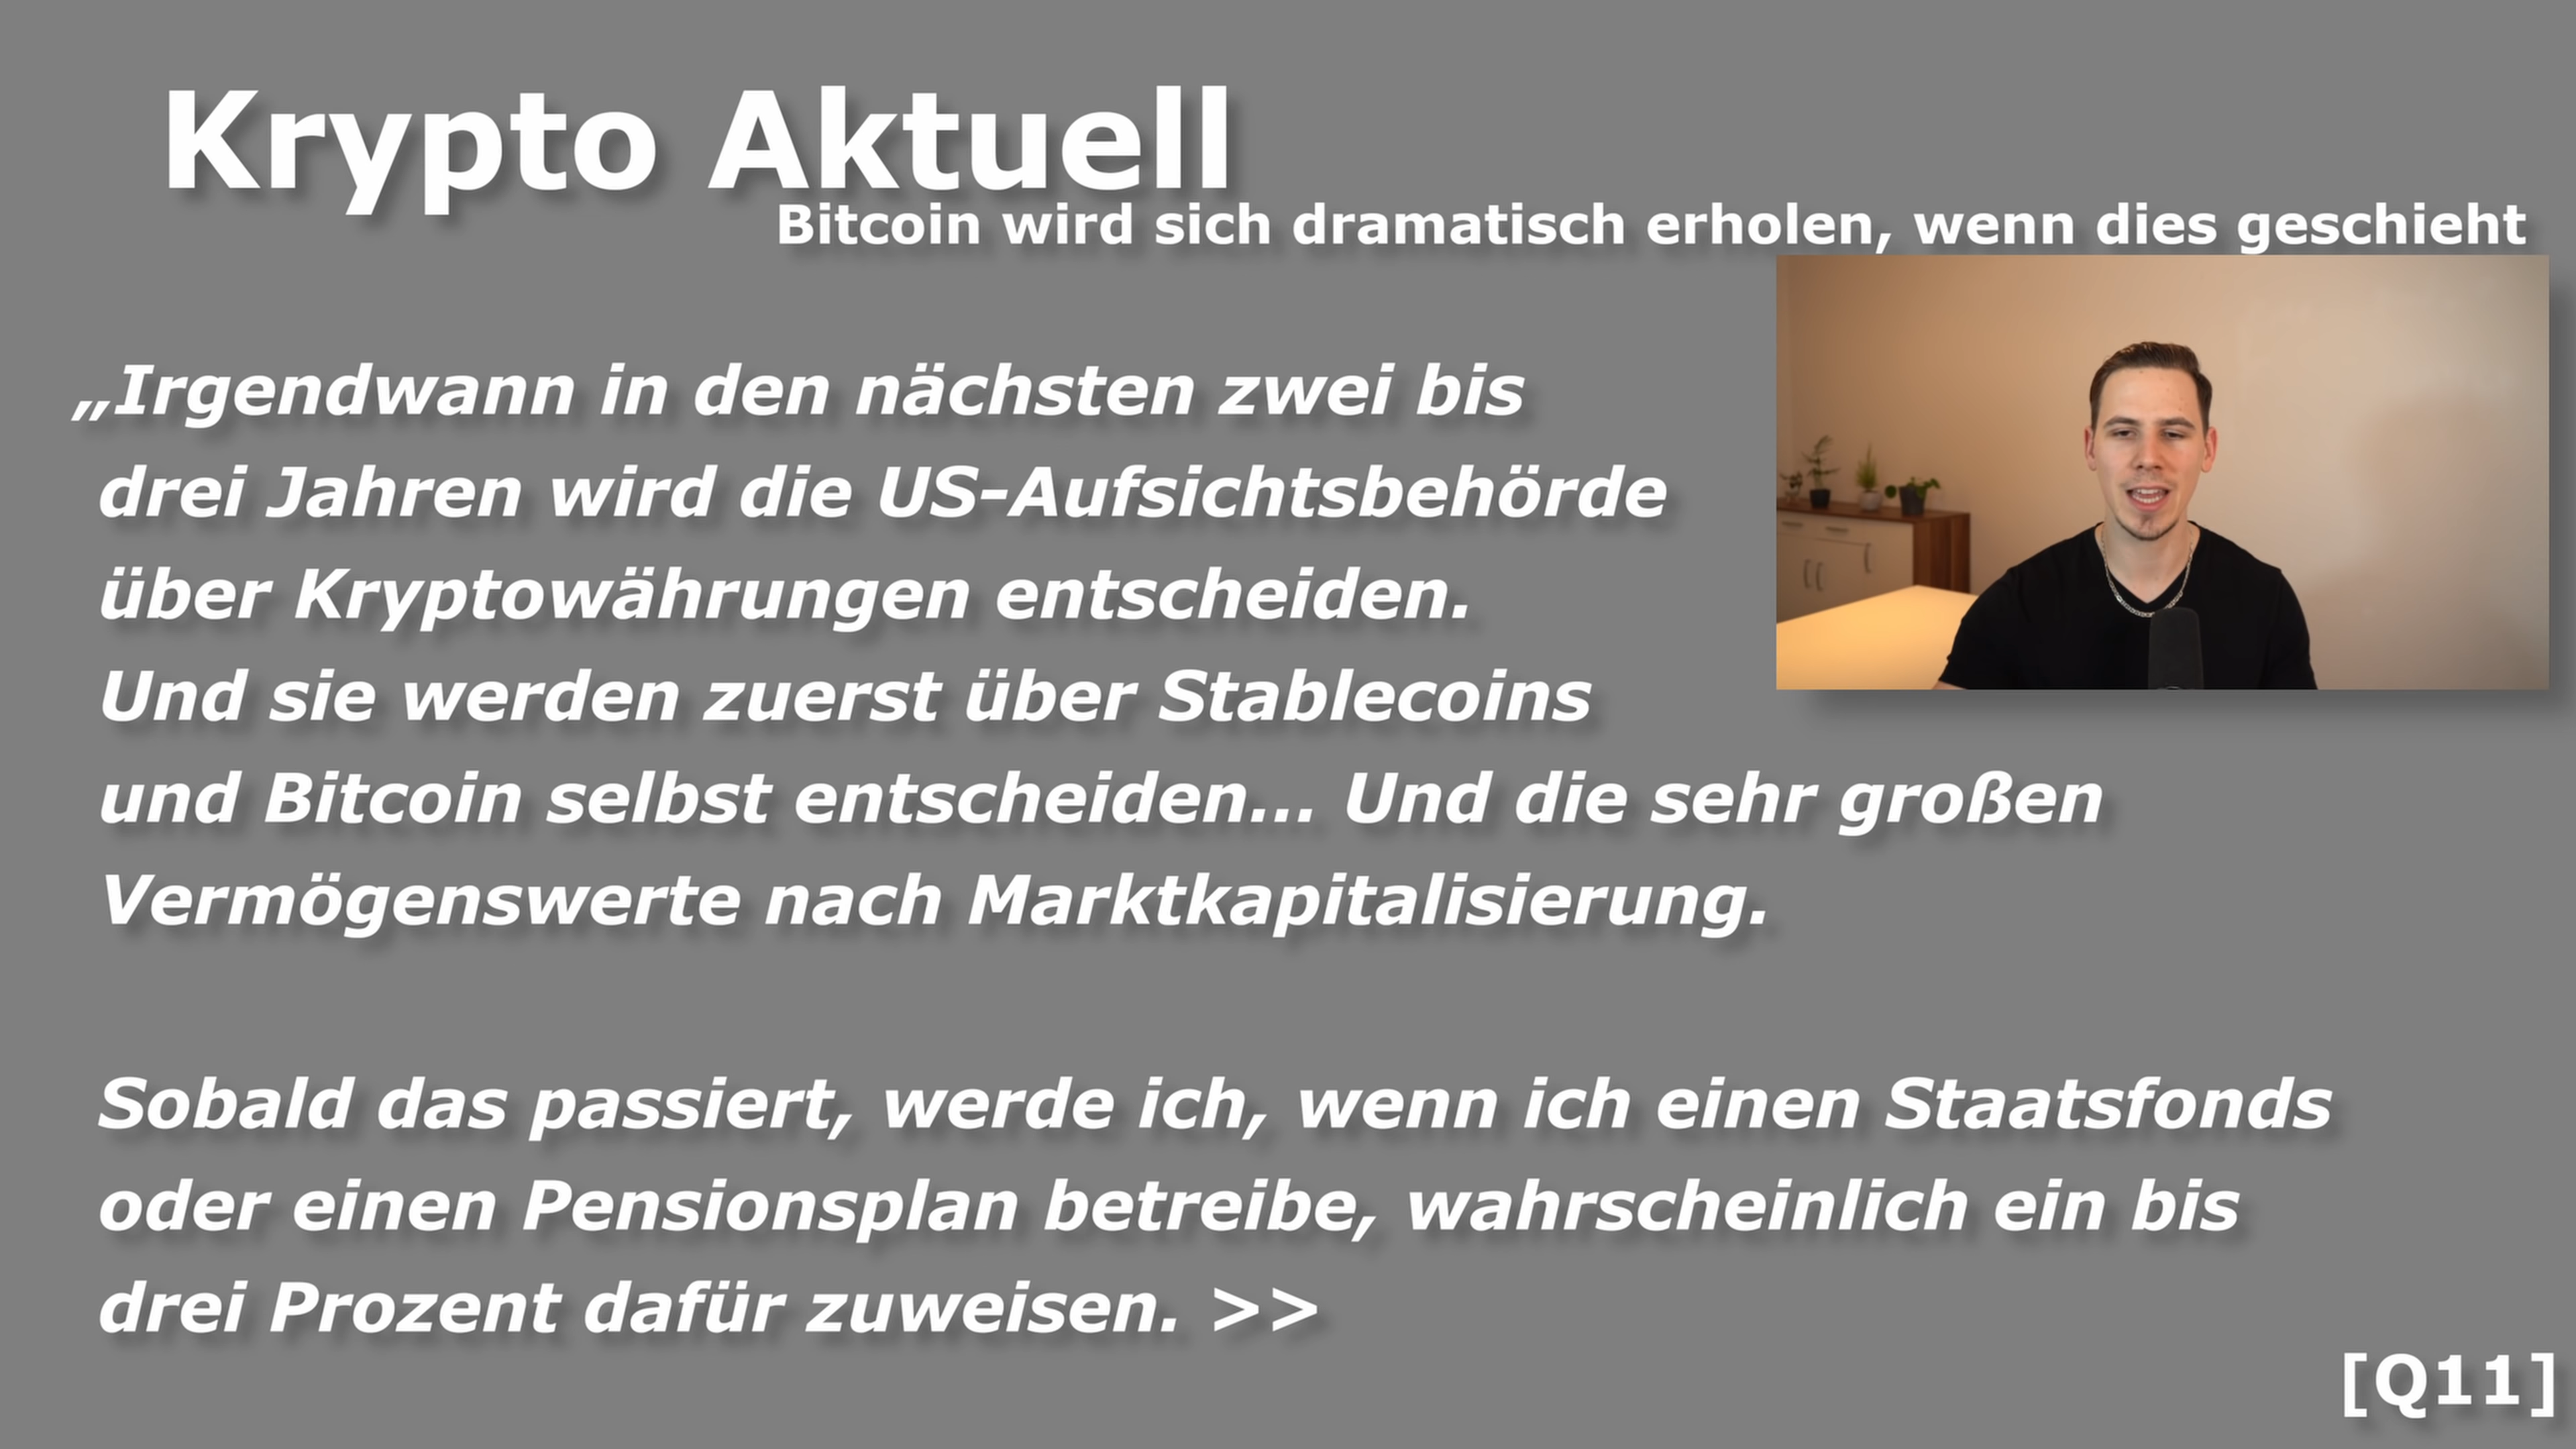 Krypto Aktuell
Bitcoin wird sich dramatisch erholen, wenn dies geschieht
„Irgendwann in den nächsten zwei bis
drei Jahren wird die US-Aufsichtsbehörde
über Kryptowährungen entscheiden.
Und sie werden zuerst über Stablecoins
und Bitcoin selbst entscheiden... Und die sehr großen
Vermögenswerte nach Marktkapitalisierung.
Sobald das passiert, werde ich, wenn ich einen Staatsfonds
oder einen Pensionsplan betreibe, wahrscheinlich ein bis
drei Prozent dafür zuweisen. >>
[Q11]